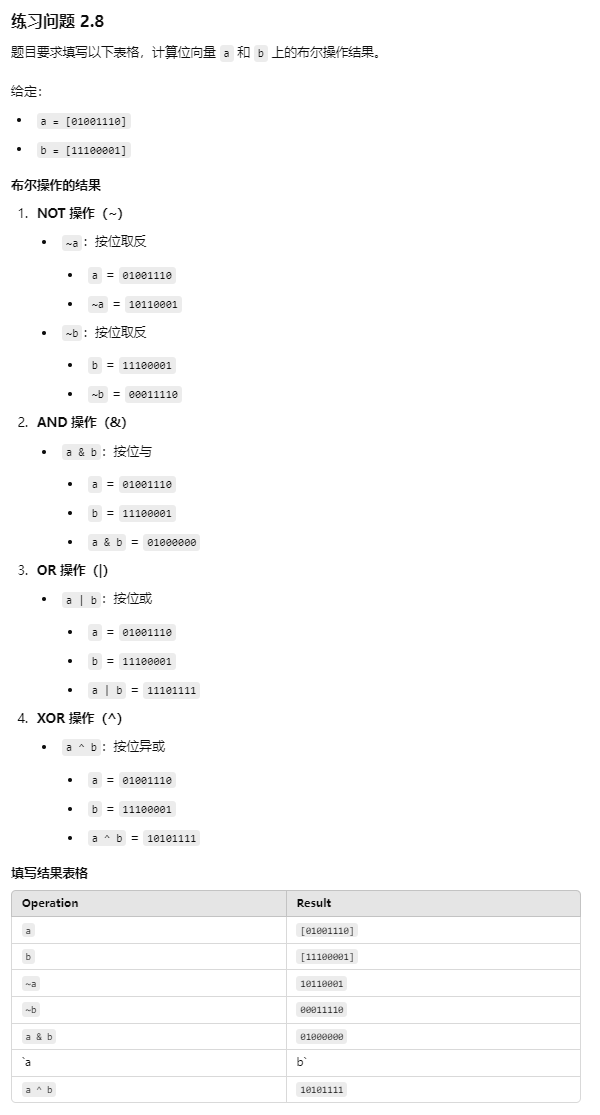 练习问题 2.8
题目要求填写以下表格，计算位向量 a 和 b 上的布尔操作结果。
给定：
• a = [01001110]
• b = [11100001]
布尔操作的结果
1. NOT 操作（~）
• ~a：按位取反
• a = 01001110
• ~a = 10110001
• ~b：按位取反
• b = 11100001
• ~b = 00011110
2. AND 操作（&）
• a & b：按位与
• a = 01001110
• b = 11100001
• a & b = 01000000
3. OR 操作（|）
• a | b：按位或
• a = 01001110
• b = 11100001
• a | b = 11101111
4. XOR 操作（^）
• a ^ b：按位异或
• a = 01001110
• b = 11100001
• a ^ b = 10101111
填写结果表格
Operation Result
a [01001110]
b [11100001]
~a 10110001
~b 00011110
a & b 01000000
`a b`
a ^ b 10101111